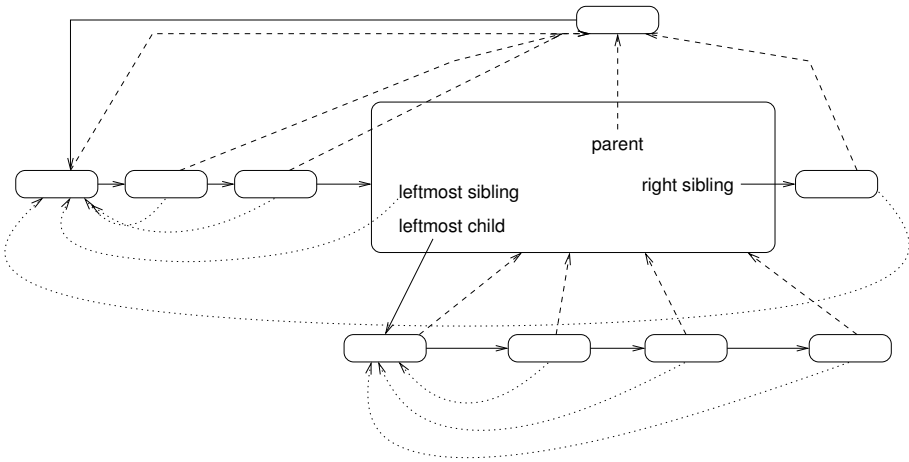 parent
right sibling
leftmost sibling
leftmost child